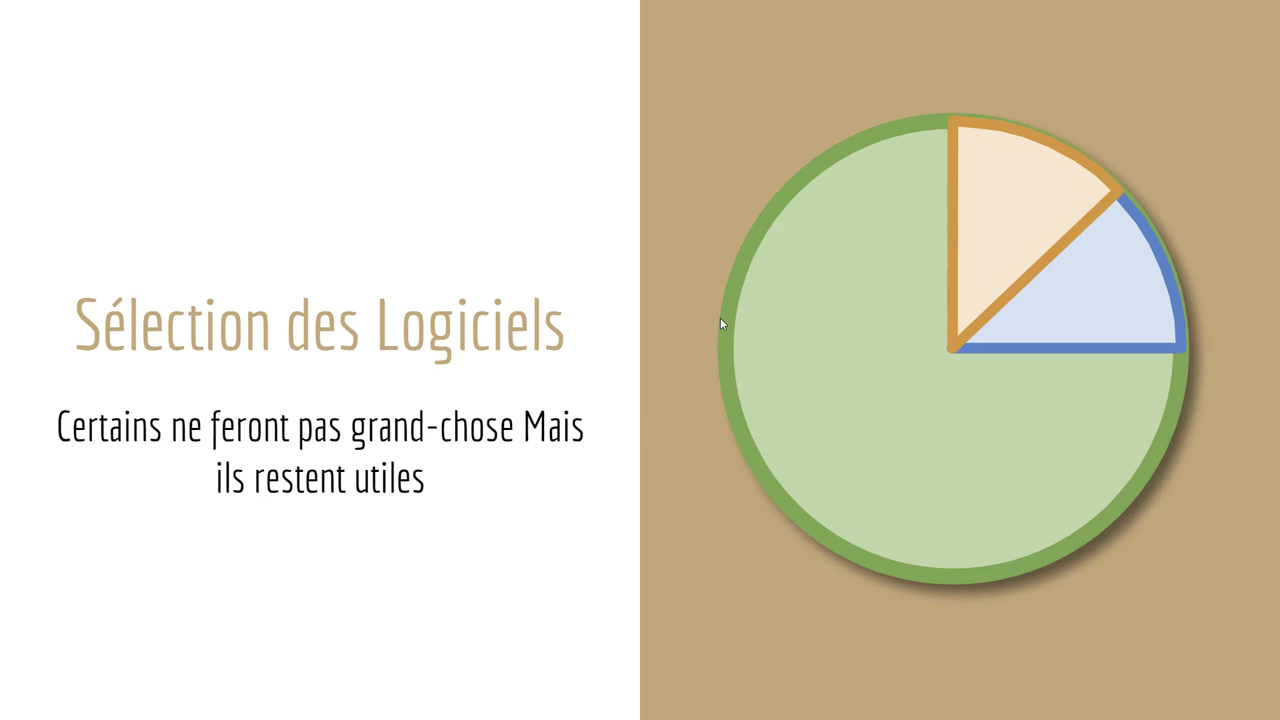 Sélection des Logiciels
Certains ne feront pas grand-chose Mais
ils restent utiles